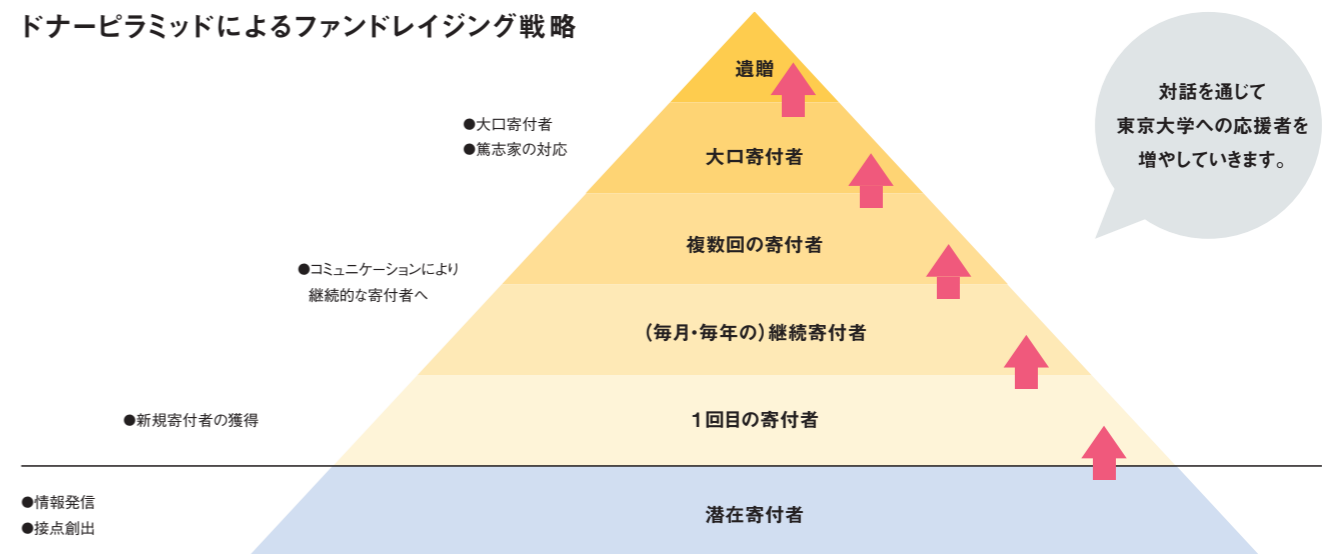 ドナーピラミッドによるファンドレイジング戦略
対話を通じて
東京大学への応援者を
増やしていきます。
遺贈
●大口寄付者
●篤志家の対応
大口寄付者
複数回の寄付者
●コミュニケーションにより
継続的な寄付者へ
(毎月・毎年の)継続寄付者
●新規寄付者の獲得
1回目の寄付者
●情報発信
●接点創出
潜在寄付者